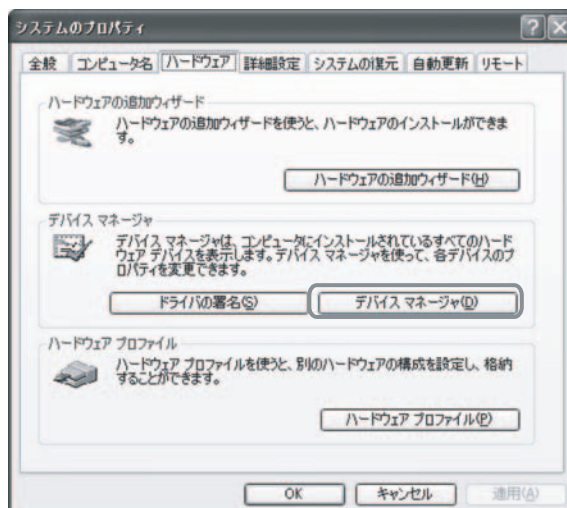 システムのプロパティ
全般 コンピュータ名 ハードウェア 詳細設定 システムの復元 自動更新 リモート
ハードウェアの追加ウィザード
ハードウェアの追加ウィザードを使うと、ハードウェアのインストールができま
す。
ハードウェアの追加ウィザード(H)
デバイス マネージャ
デバイス マネージャは、コンピュータにインストールされているすべてのハード
ウェア デバイスを表示します。デバイス マネージャを使って、各デバイスのプ
ロパティを変更できます。
ドライバの署名(S) デバイス マネージャ(D)
ハードウェア プロファイル
ハードウェア プロファイルを使うと、別のハードウェアの構成を設定し、格納
することができます。
ハードウェア プロファイル(P)
OK キャンセル 適用(A)